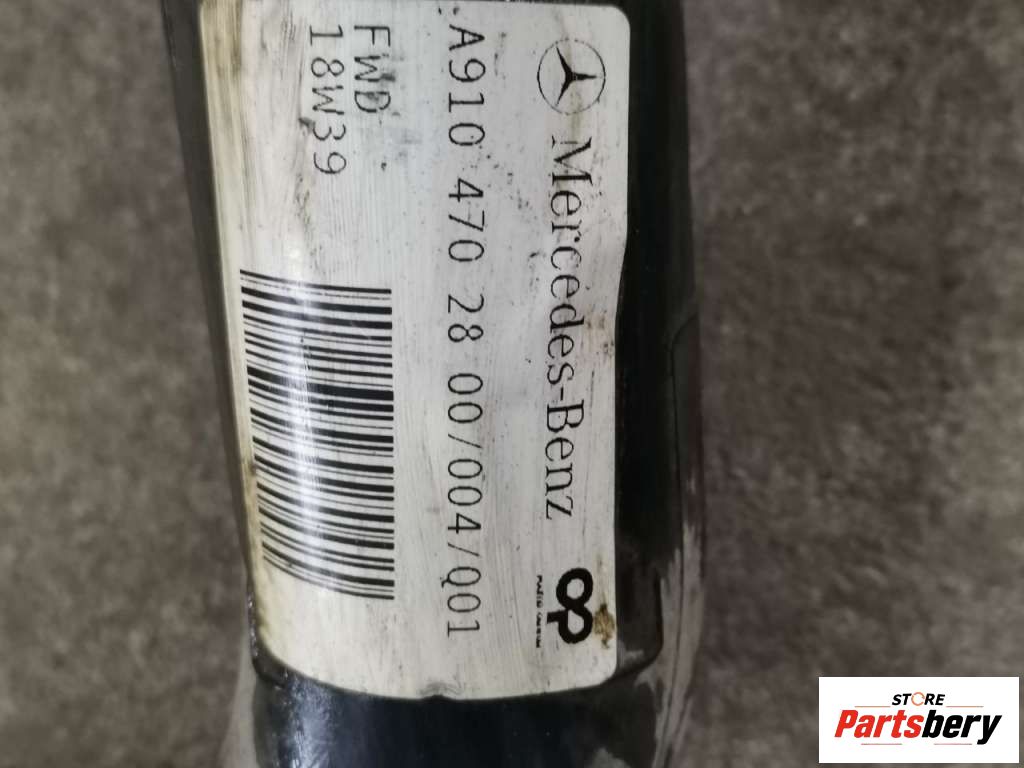 Mercedes-Benz
A910 470 28 00/004/Q01
FWD
18W39
STORE
Partsbery